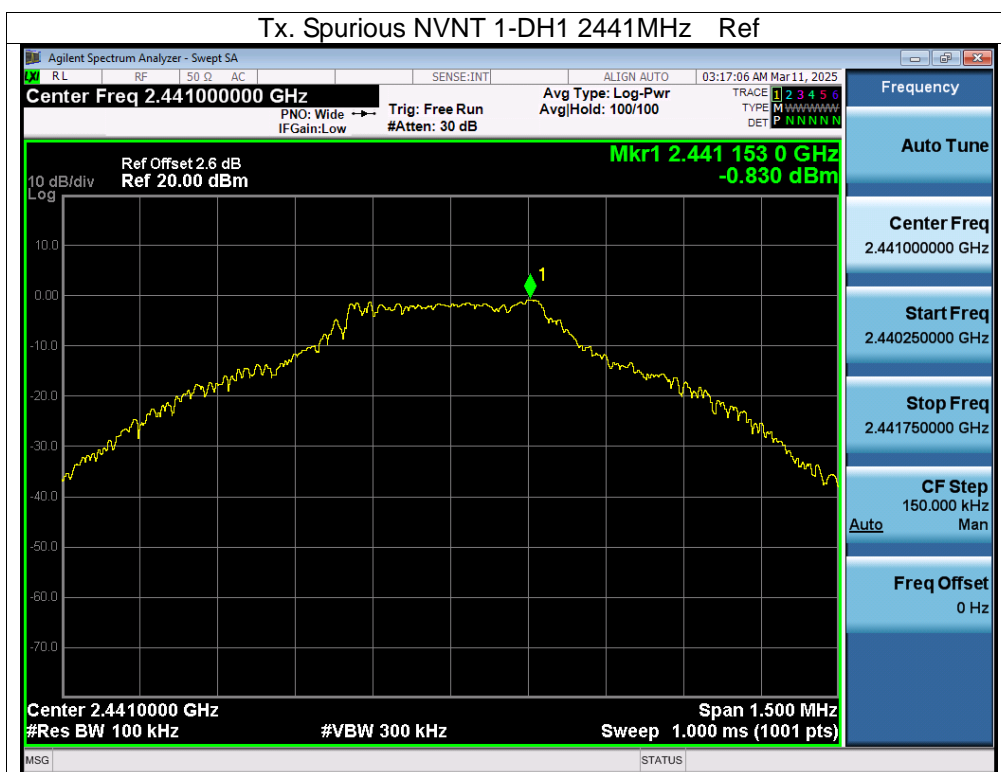 Tx. Spurious NVNT 1-DH1 2441MHz Ref
Agilent Spectrum Analyzer - Swept SA
LXI RL RF 50 Ω AC SENSE:INT ALIGN AUTO 03:17:06 AM Mar 11, 2025
Center Freq 2.441000000 GHz
PNO: Wide
IFGain:Low
Trig: Free Run
#Atten: 30 dB
Avg Type: Log-Pwr
Avg|Hold: 100/100
TRACE 1 2 3 4 5 6
TYPE M WWWWW
DET P N N N N N
Mkr1 2.441 153 0 GHz
-0.830 dBm
Ref Offset 2.6 dB
10 dB/div Ref 20.00 dBm
Log
10.0
0.00
-10.0
-20.0
-30.0
-40.0
-50.0
-60.0
-70.0
1
Center 2.4410000 GHz Span 1.500 MHz
#Res BW 100 kHz #VBW 300 kHz Sweep 1.000 ms (1001 pts)
MSG STATUS
Frequency
Auto Tune
Center Freq
2.441000000 GHz
Start Freq
2.440250000 GHz
Stop Freq
2.441750000 GHz
CF Step
150.000 kHz
Auto Man
Freq Offset
0 Hz